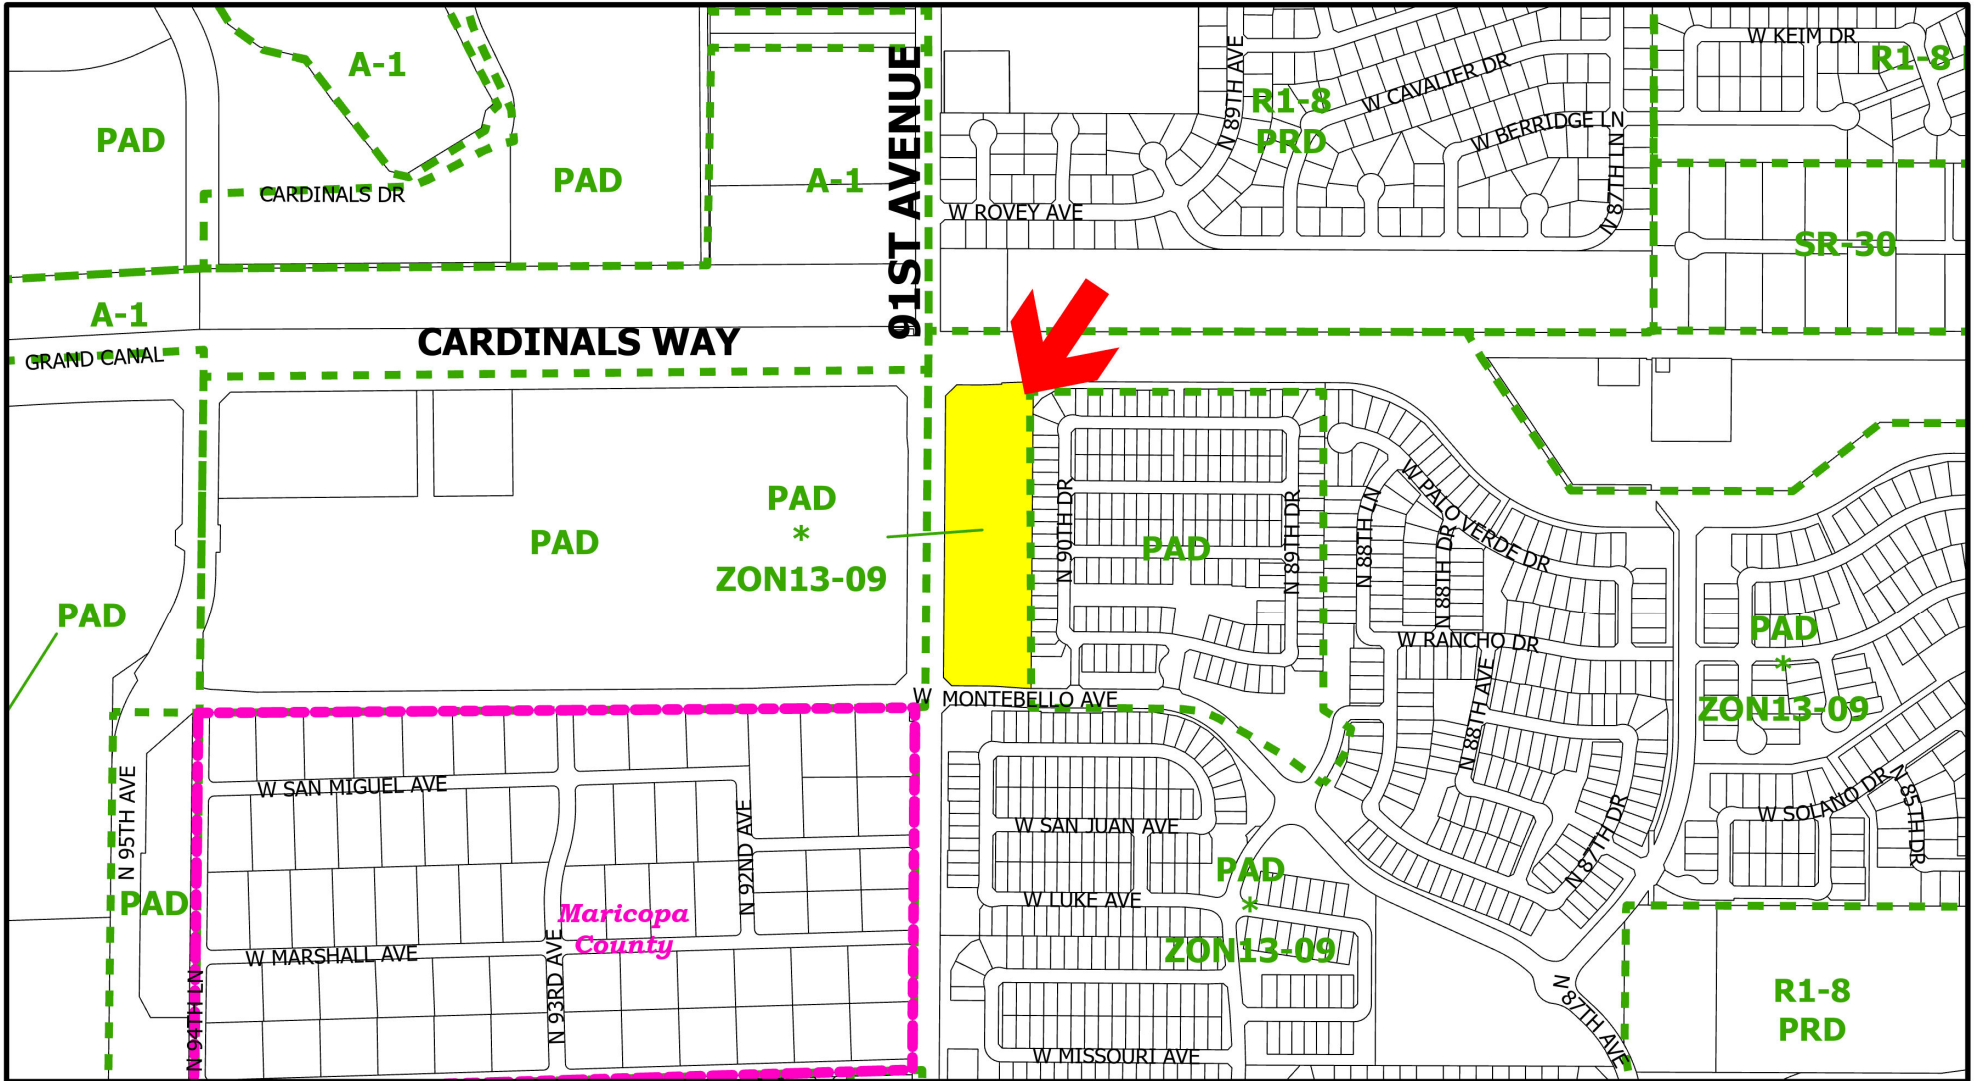 W KEIM DR
R1-8
A-1
N 89TH AVE
W CAVALIER DR
R1-8
PRD
W BERRIDGE LN
PAD
PAD
A-1
91ST AVENUE
N 87TH LN
CARDINALS DR
W ROVEY AVE
SR-30
A-1
CARDINALS WAY
GRAND CANAL
PAD
*
ZON13-09
PAD
N 90TH DR
PAD
N 89TH DR
N 88TH LN
W PALO VERDE DR
N 88TH DR
PAD
W RANCHO DR
PAD
*
ZON13-09
W MONTEBELLO AVE
N 88TH AVE
N 95TH AVE
W SAN MIGUEL AVE
N 92ND AVE
W SAN JUAN AVE
N 87TH DR
W SOLANO DR
N 85TH DR
PAD
*
ZON13-09
PAD
Maricopa
County
W LUKE AVE
W MARSHALL AVE
N 94TH LN
N 93RD AVE
N 87TH AVE
R1-8
PRD
W MISSOURI AVE